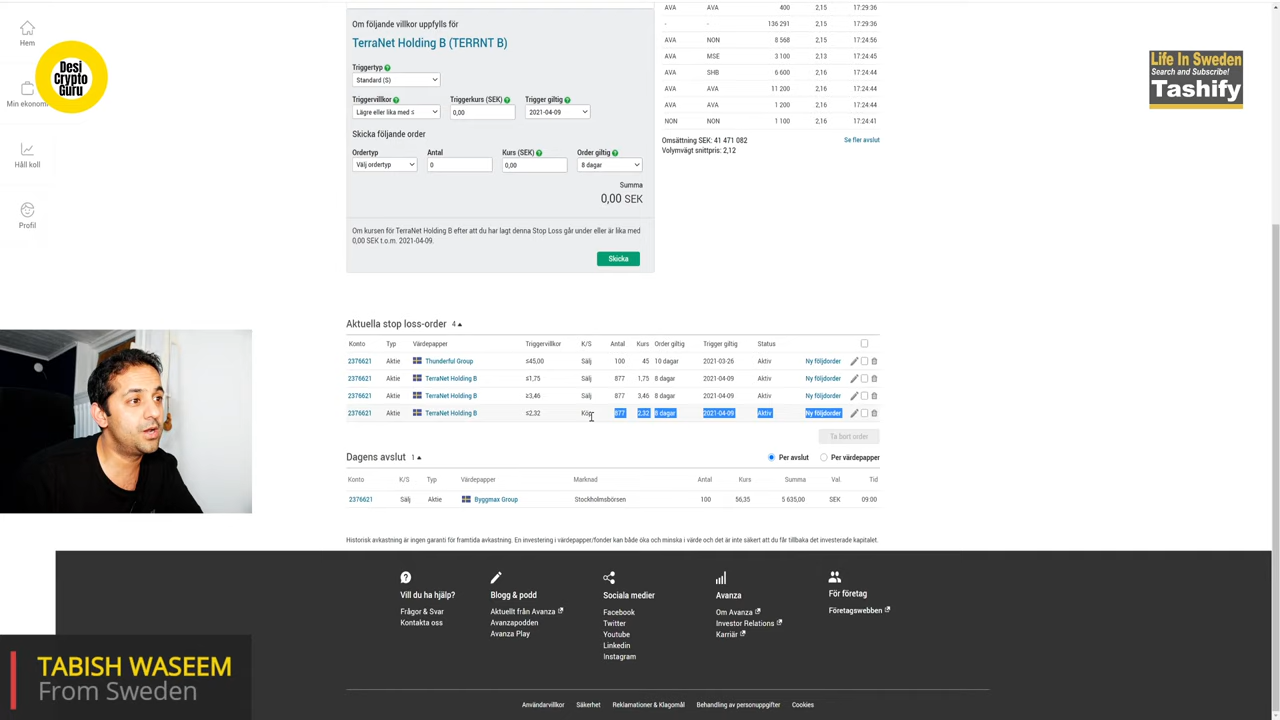 Hem
Desi
Crypto
Guru
Min ekonomi
Håll koll
Profil
Om följande villkor uppfylls för
TerraNet Holding B (TERRNT B)
Triggertyp
Standard (S)
Triggervillkor Triggerkurs (SEK) Trigger giltig
Lägre eller lika med ≤ 0,00 2021-04-09
Skicka följande order
Ordertyp Antal Kurs (SEK) Order giltig
Välj ordertyp 0 0,00 8 dagar
Summa
0,00 SEK
Om kursen för TerraNet Holding B efter att du har lagt denna Stop Loss går under eller är lika med
0,00 SEK t.o.m. 2021-04-09.
Skicka
AVA AVA 400 2,15 17:29:36
- - 136 291 2,15 17:29:36
AVA NON 8 568 2,15 17:24:56
AVA MSE 3 100 2,13 17:24:45
AVA SHB 6 600 2,16 17:24:44
AVA AVA 11 200 2,16 17:24:44
AVA AVA 1 200 2,16 17:24:44
NON NON 1 100 2,16 17:24:41
Omsättning SEK: 41 471 082 Se fler avslut
Volymvägt snittpris: 2,12
Life In Sweden
Search and Subscribe!
Tashify
Aktuella stop loss-order 4
Konto Typ Värdepapper Triggervillkor K/S Antal Kurs Order giltig Trigger giltig Status
2376621 Aktie Thunderful Group ≤45,00 Sälj 100 45 10 dagar 2021-03-26 Aktiv Ny följdorder
2376621 Aktie TerraNet Holding B ≤1,75 Sälj 877 1,75 8 dagar 2021-04-09 Aktiv Ny följdorder
2376621 Aktie TerraNet Holding B ≥3,46 Sälj 877 3,46 8 dagar 2021-04-09 Aktiv Ny följdorder
2376621 Aktie TerraNet Holding B ≤2,32 Köp 877 2,32 8 dagar 2021-04-09 Aktiv Ny följdorder
Ta bort order
Dagens avslut 1 Per avslut Per värdepapper
Konto K/S Typ Värdepapper Marknad Antal Kurs Summa Val. Tid
2376621 Sälj Aktie Byggmax Group Stockholmsbörsen 100 56,35 5 635,00 SEK 09:00
Historisk avkastning är ingen garanti för framtida avkastning. En investering i värdepapper/fonder kan både öka och minska i värde och det är inte säkert att du får tillbaka det investerade kapitalet.
Vill du ha hjälp?
Frågor & Svar
Kontakta oss
Blogg & podd
Aktuellt från Avanza
Avanzapodden
Avanza Play
Sociala medier
Facebook
Twitter
Youtube
Linkedin
Instagram
Avanza
Om Avanza
Investor Relations
Karriär
För företag
Företagswebben
TABISH WASEEM
From Sweden
Användarvillkor Säkerhet Reklamationer & Klagomål Behandling av personuppgifter Cookies